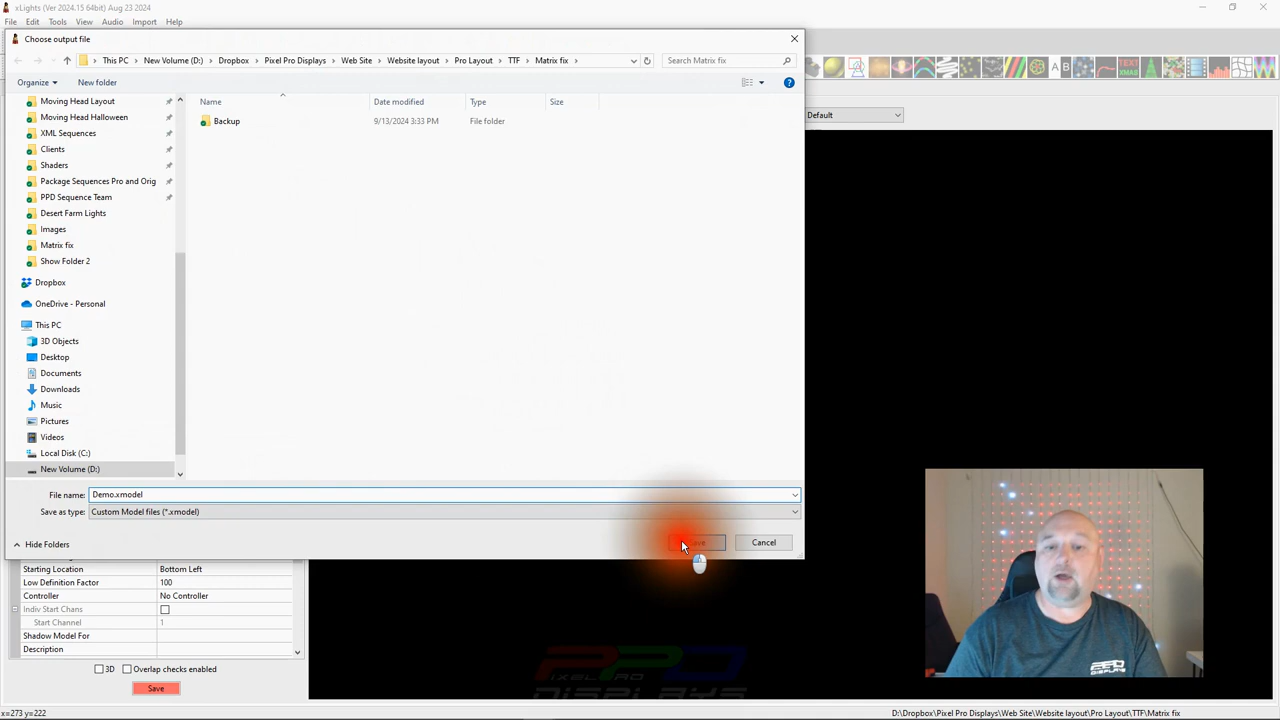 xLights (Ver 2024.15 64bit) Aug 23 2024
File Edit Tools View Audio Import Help
Choose output file
This PC > New Volume (D:) > Dropbox > Pixel Pro Displays > Web Site > Website layout > Pro Layout > TTF > Matrix fix >
Search Matrix fix
Organize
New folder
Default
Name
Date modified
Type
Size
Backup
9/13/2024 3:33 PM
File folder
Moving Head Layout
Moving Head Halloween
XML Sequences
Clients
Shaders
Package Sequences Pro and Orig
PPD Sequence Team
Desert Farm Lights
Images
Matrix fix
Show Folder 2
Dropbox
OneDrive - Personal
This PC
3D Objects
Desktop
Documents
Downloads
Music
Pictures
Videos
Local Disk (C:)
New Volume (D:)
File name: Demo.xmodel
Save as type: Custom Model files (*.xmodel)
Hide Folders
Cancel
Starting Location Bottom Left
Low Definition Factor 100
Controller No Controller
Indiv Start Chans
Start Channel 1
Shadow Model For
Description
3D
Overlap checks enabled
Save
PPD
PIXEL PRO
DISPLAYS
x=273 y=222
D:\Dropbox\Pixel Pro Displays\Web Site\Website layout\Pro Layout\TTF\Matrix fix